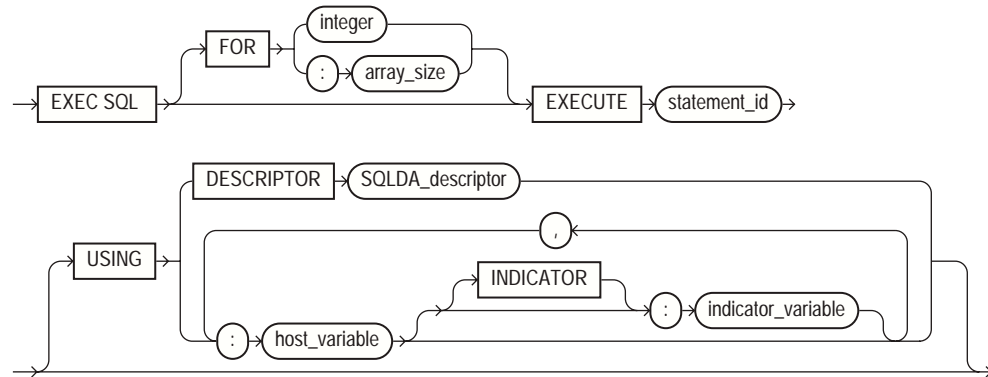 integer
FOR
: array_size
EXEC SQL EXECUTE statement_id
DESCRIPTOR SQLDA_descriptor
,
USING
INDICATOR
: host_variable : indicator_variable